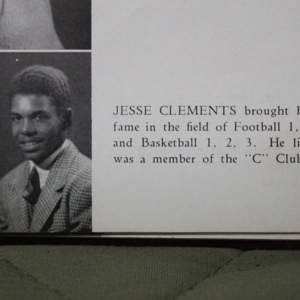 JESSE CLEMENTS brought
fame in the field of Football 1,
and Basketball 1, 2, 3. He
was a member of the "C" Club